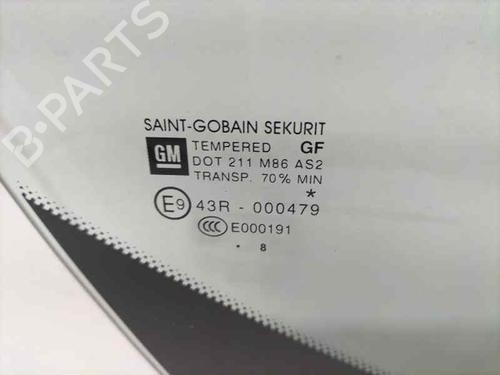 SAINT-GOBAIN SEKURIT
GM TEMPERED GF
DOT 211 M86 AS2
TRANSP. 70% MIN
*
E9 43R - 000479
CCC E000191
. 8
B-PARTS